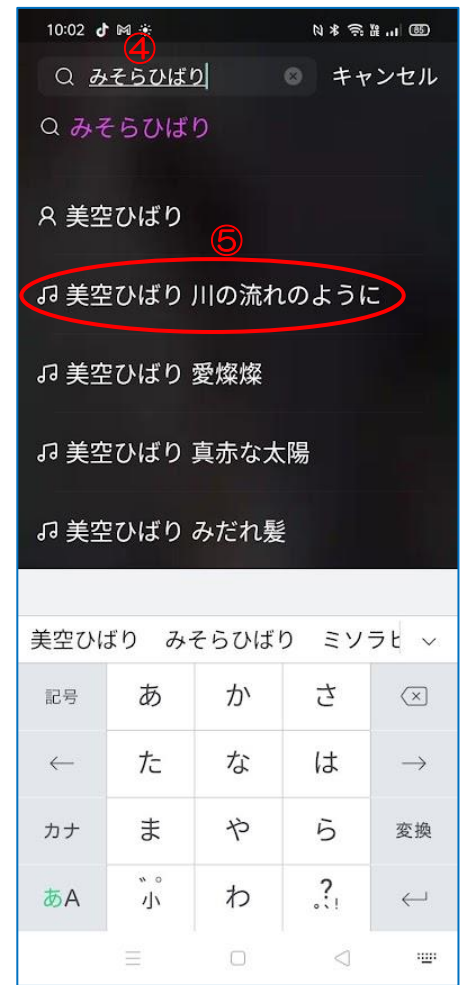 10:02
85
④
みそらひばり
キャンセル
みそらひばり
美空ひばり
⑤
美空ひばり 川の流れのように
美空ひばり 愛燦燦
美空ひばり 真赤な太陽
美空ひばり みだれ髪
美空ひばり みそらひばり ミソラヒ
記号 あ か さ
← た な は →
カナ ま や ら 変換
あA 小 わ 。、?!